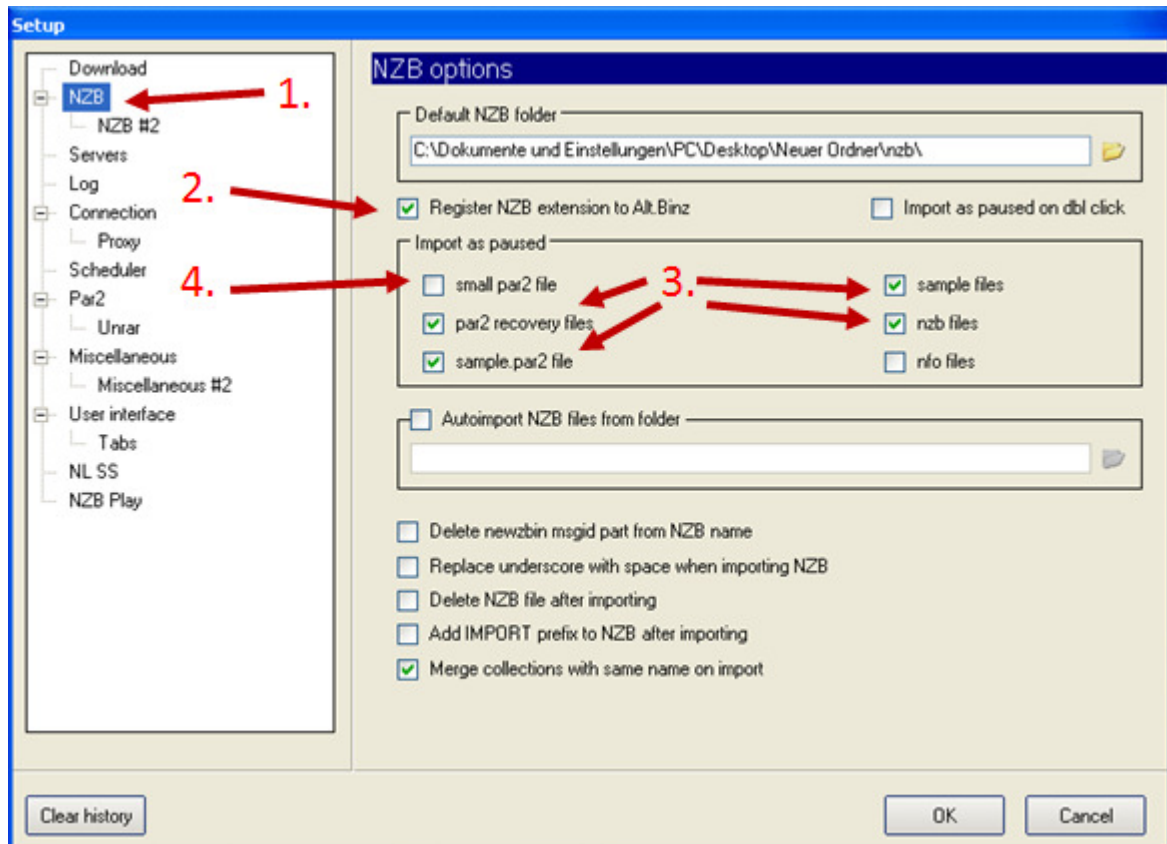 Setup
Download
NZB
1.
NZB #2
Servers
Log
2.
Connection
Proxy
Scheduler
4.
Par2
Unrar
Miscellaneous
Miscellaneous #2
User interface
Tabs
NL SS
NZB Play
NZB options
Default NZB folder
C:\Dokumente und Einstellungen\PC\Desktop\Neuer Ordner\nzb\
Register NZB extension to Alt.Binz
Import as paused on dbl click
Import as paused
small par2 file
3.
sample files
par2 recovery files
nzb files
sample.par2 file
nfo files
Autoimport NZB files from folder
Delete newzbin msgid part from NZB name
Replace underscore with space when importing NZB
Delete NZB file after importing
Add IMPORT prefix to NZB after importing
Merge collections with same name on import
Clear history
OK
Cancel